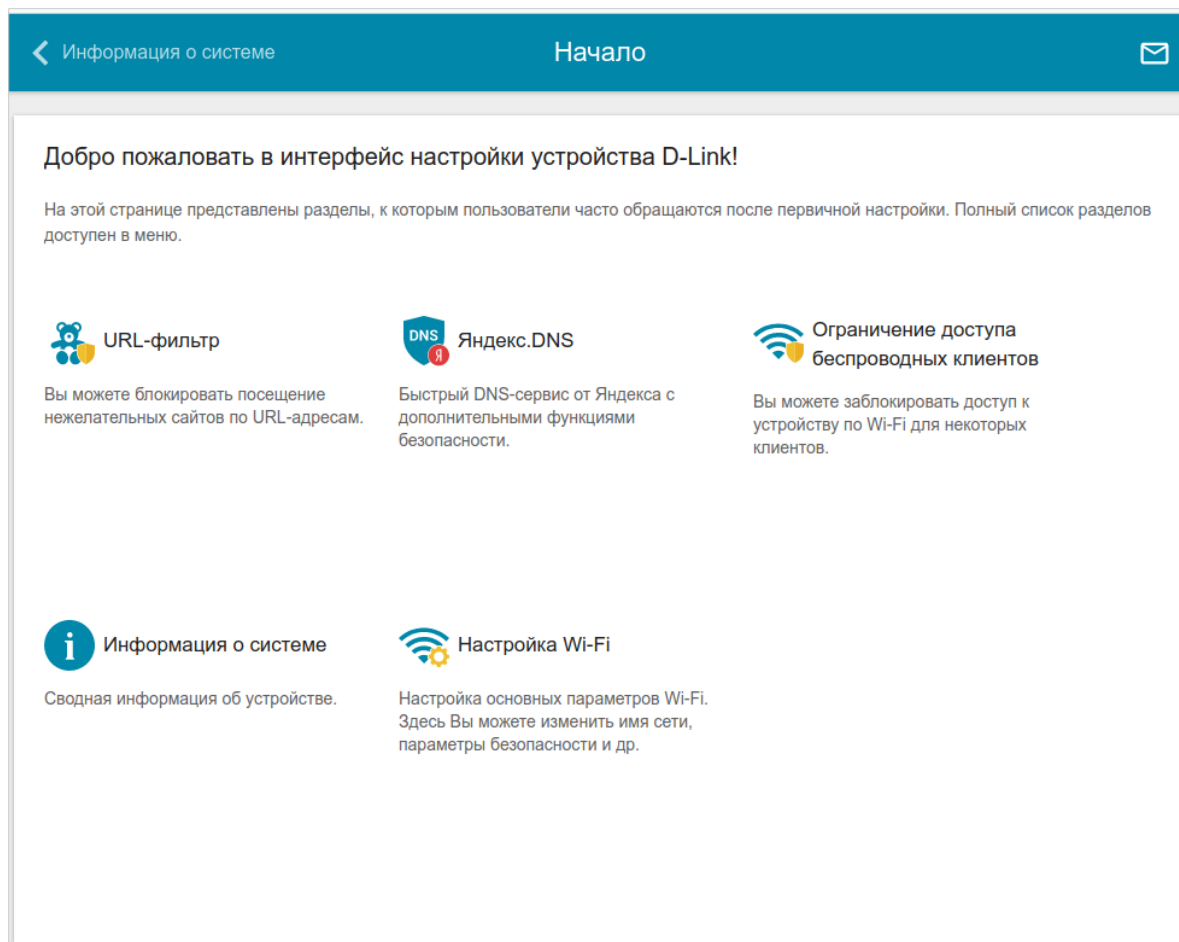 Информация о системе
Начало
Добро пожаловать в интерфейс настройки устройства D-Link!
На этой странице представлены разделы, к которым пользователи часто обращаются после первичной настройки. Полный список разделов
доступен в меню.
URL-фильтр
Вы можете блокировать посещение
нежелательных сайтов по URL-адресам.
DNS
Я
Яндекс.DNS
Быстрый DNS-сервис от Яндекса с
дополнительными функциями
безопасности.
Ограничение доступа
беспроводных клиентов
Вы можете заблокировать доступ к
устройству по Wi-Fi для некоторых
клиентов.
i
Информация о системе
Сводная информация об устройстве.
Настройка Wi-Fi
Настройка основных параметров Wi-Fi.
Здесь Вы можете изменить имя сети,
параметры безопасности и др.